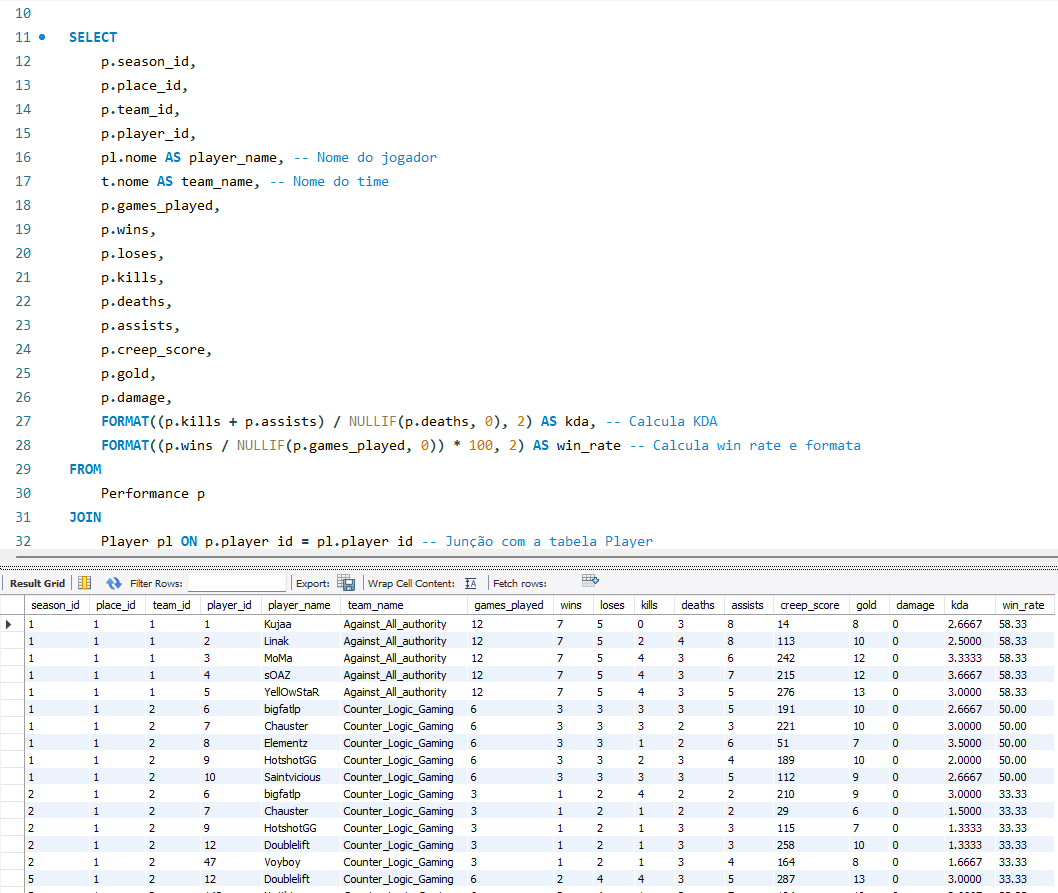 10
11 SELECT
12 p.season_id,
13 p.place_id,
14 p.team_id,
15 p.player_id,
16 pl.nome AS player_name, -- Nome do jogador
17 t.nome AS team_name, -- Nome do time
18 p.games_played,
19 p.wins,
20 p.loses,
21 p.kills,
22 p.deaths,
23 p.assists,
24 p.creep_score,
25 p.gold,
26 p.damage,
27 FORMAT((p.kills + p.assists) / NULLIF(p.deaths, 0), 2) AS kda, -- Calcula KDA
28 FORMAT((p.wins / NULLIF(p.games_played, 0)) * 100, 2) AS win_rate -- Calcula win rate e formata
29 FROM
30 Performance p
31 JOIN
32 Player pl ON p.player_id = pl.player_id -- Junção com a tabela Player
Result Grid Filter Rows: Export: Wrap Cell Content: IA Fetch rows:
season_id place_id team_id player_id player_name team_name games_played wins loses kills deaths assists creep_score gold damage kda win_rate
1 1 1 1 Kujaa Against_All_authority 12 7 5 0 3 8 14 8 0 2.6667 58.33
1 1 1 2 Linak Against_All_authority 12 7 5 2 4 8 113 10 0 2.5000 58.33
1 1 1 3 MoMa Against_All_authority 12 7 5 4 3 6 242 12 0 3.3333 58.33
1 1 1 4 sOAZ Against_All_authority 12 7 5 4 3 7 215 12 0 3.6667 58.33
1 1 1 5 YellOwStaR Against_All_authority 12 7 5 4 3 5 276 13 0 3.0000 58.33
1 1 2 6 bigfatlp Counter_Logic_Gaming 6 3 3 3 3 5 191 10 0 2.6667 50.00
1 1 2 7 Chauster Counter_Logic_Gaming 6 3 3 3 2 3 221 10 0 3.0000 50.00
1 1 2 8 Elementz Counter_Logic_Gaming 6 3 3 1 2 6 51 7 0 3.5000 50.00
1 1 2 9 HotshotGG Counter_Logic_Gaming 6 3 3 2 3 4 189 10 0 2.0000 50.00
1 1 2 10 Saintvicious Counter_Logic_Gaming 6 3 3 3 3 5 112 9 0 2.6667 50.00
2 1 2 6 bigfatlp Counter_Logic_Gaming 3 1 2 4 2 2 210 9 0 3.0000 33.33
2 1 2 7 Chauster Counter_Logic_Gaming 3 1 2 1 2 2 29 6 0 1.5000 33.33
2 1 2 9 HotshotGG Counter_Logic_Gaming 3 1 2 1 3 3 115 7 0 1.3333 33.33
2 1 2 12 Doublelift Counter_Logic_Gaming 3 1 2 1 3 3 258 10 0 1.3333 33.33
2 1 2 47 Voyboy Counter_Logic_Gaming 3 1 2 1 3 4 164 8 0 1.6667 33.33
5 1 2 12 Doublelift Counter_Logic_Gaming 6 2 4 4 3 5 287 13 0 3.0000 33.33